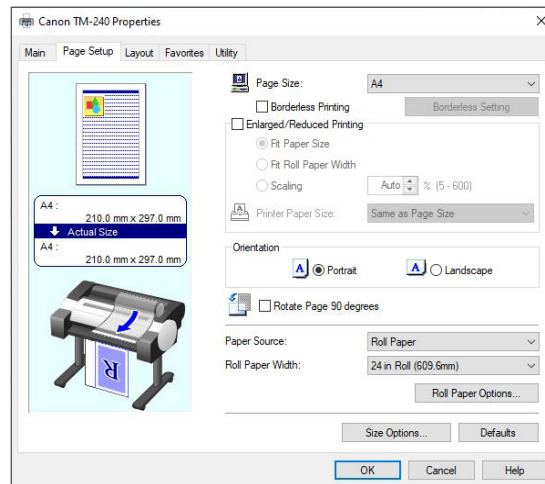 Canon TM-240 Properties
Main Page Setup Layout Favorites Utility
Page Size: A4
Borderless Printing Borderless Setting
Enlarged/Reduced Printing
Fit Paper Size
Fit Roll Paper Width
Scaling Auto % (5 - 600)
Printer Paper Size: Same as Page Size
A4 :
210.0 mm x 297.0 mm
Actual Size
A4 :
210.0 mm x 297.0 mm
Orientation
A Portrait A Landscape
Rotate Page 90 degrees
Paper Source: Roll Paper
Roll Paper Width: 24 in Roll (609.6mm)
Roll Paper Options...
R
Size Options... Defaults
OK Cancel Help